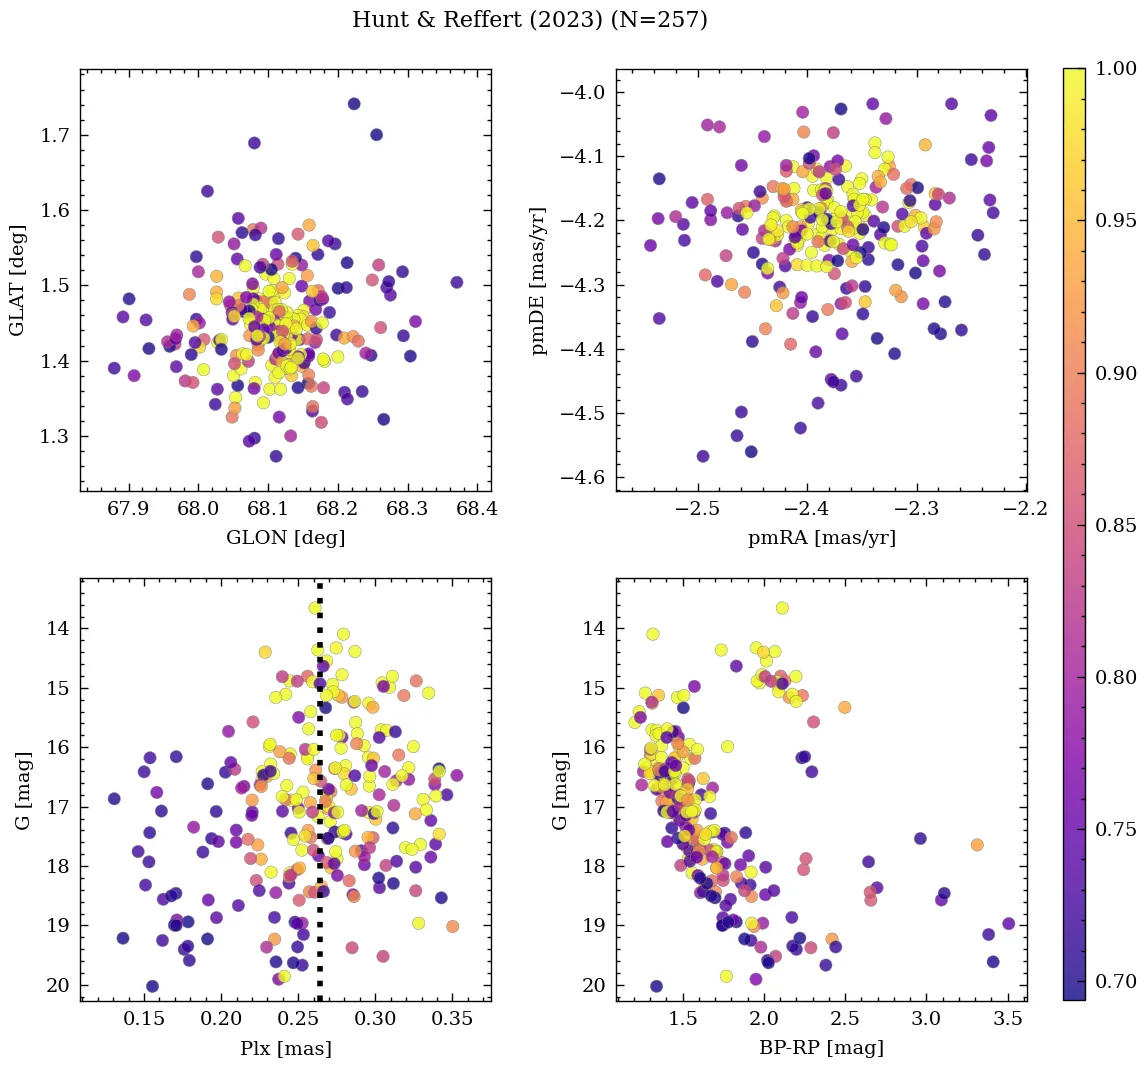 Hunt & Reffert (2023) (N=257)
GLAT [deg]
1.7
1.6
1.5
1.4
1.3
67.9 68.0 68.1 68.2 68.3 68.4
GLON [deg]
pmDE [mas/yr]
−4.0
−4.1
−4.2
−4.3
−4.4
−4.5
−4.6
−2.5 −2.4 −2.3 −2.2
pmRA [mas/yr]
1.00
0.95
0.90
0.85
0.80
0.75
0.70
G [mag]
14
15
16
17
18
19
20
0.15 0.20 0.25 0.30 0.35
Plx [mas]
G [mag]
14
15
16
17
18
19
20
1.5 2.0 2.5 3.0 3.5
BP-RP [mag]